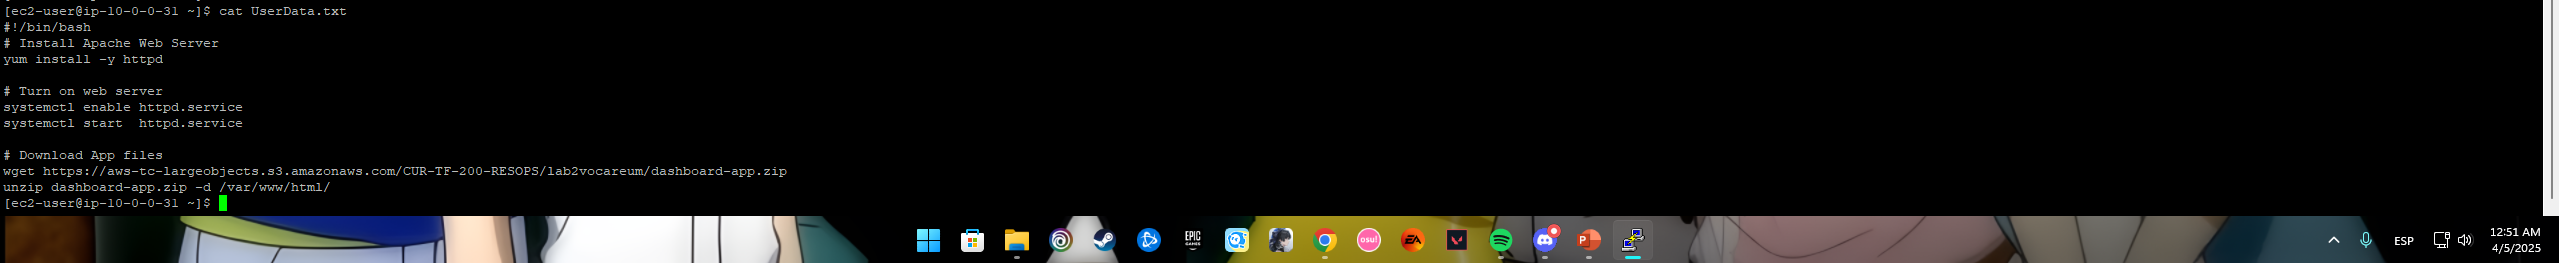 [ec2-user@ip-10-0-0-31 ~]$ cat UserData.txt
#!/bin/bash
# Install Apache Web Server
yum install -y httpd
# Turn on web server
systemctl enable httpd.service
systemctl start  httpd.service
# Download App files
wget https://aws-tc-largeobjects.s3.amazonaws.com/CUR-TF-200-RESOPS/lab2vocareum/dashboard-app.zip
unzip dashboard-app.zip -d /var/www/html/
[ec2-user@ip-10-0-0-31 ~]$
EPIC
GAMES
osu!
EA
P
ESP
12:51 AM
4/5/2025